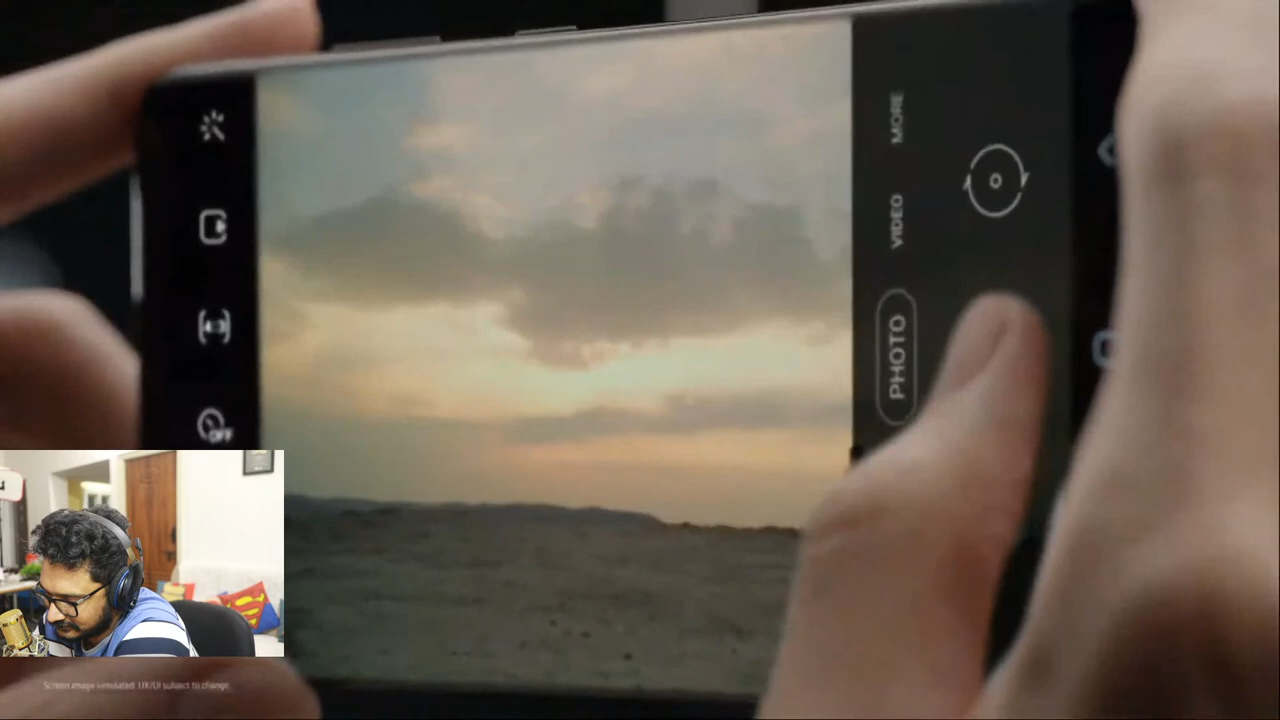 MORE
VIDEO
PHOTO
OFF
Screen image simulated. UX/UI subject to change.